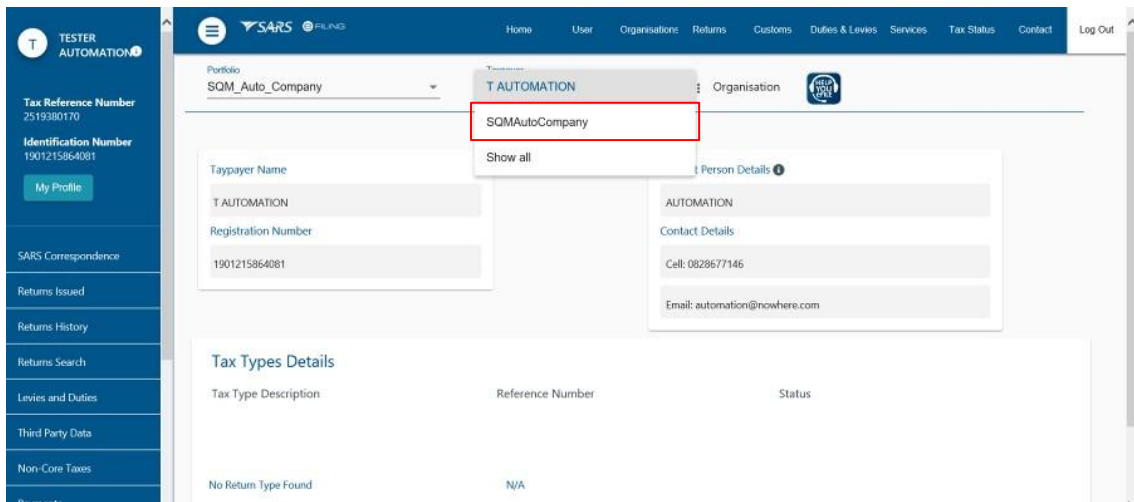 T
TESTER
AUTOMATION
Tax Reference Number
2519380170
Identification Number
1901215864081
My Profile
SARS Correspondence
Returns Issued
Returns History
Returns Search
Levies and Duties
Third Party Data
Non-Core Taxes
SARS eFILING
Home User Organisations Returns Customs Duties & Levies Services Tax Status Contact Log Out
Portfolio
SQM_Auto_Company
T AUTOMATION
SQMAutoCompany
Show all
Organisation
HELP YOU eFILE
Taypayer Name
T AUTOMATION
Registration Number
1901215864081
Person Details
AUTOMATION
Contact Details
Cell: 0828677146
Email: automation@nowhere.com
Tax Types Details
Tax Type Description Reference Number Status
No Return Type Found N/A